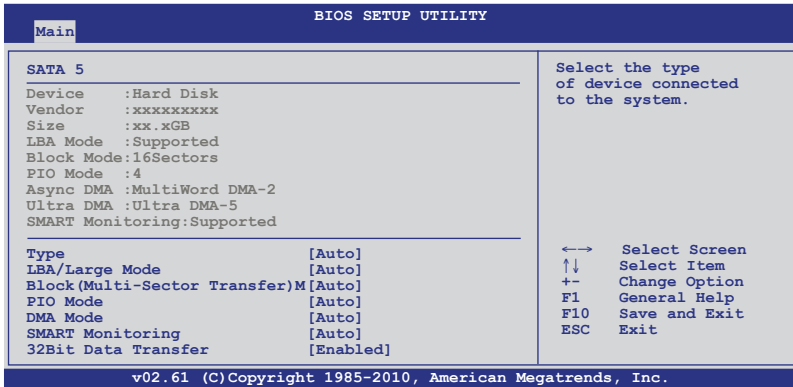 BIOS SETUP UTILITY
Main
SATA 5
Device :Hard Disk
Vendor :xxxxxxxxx
Size :xx.xGB
LBA Mode :Supported
Block Mode:16Sectors
PIO Mode :4
Async DMA :MultiWord DMA-2
Ultra DMA :Ultra DMA-5
SMART Monitoring:Supported
Type [Auto]
LBA/Large Mode [Auto]
Block(Multi-Sector Transfer)M[Auto]
PIO Mode [Auto]
DMA Mode [Auto]
SMART Monitoring [Auto]
32Bit Data Transfer [Enabled]
Select the type
of device connected
to the system.
←→ Select Screen
↑↓ Select Item
+- Change Option
F1 General Help
F10 Save and Exit
ESC Exit
v02.61 (C)Copyright 1985-2010, American Megatrends, Inc.